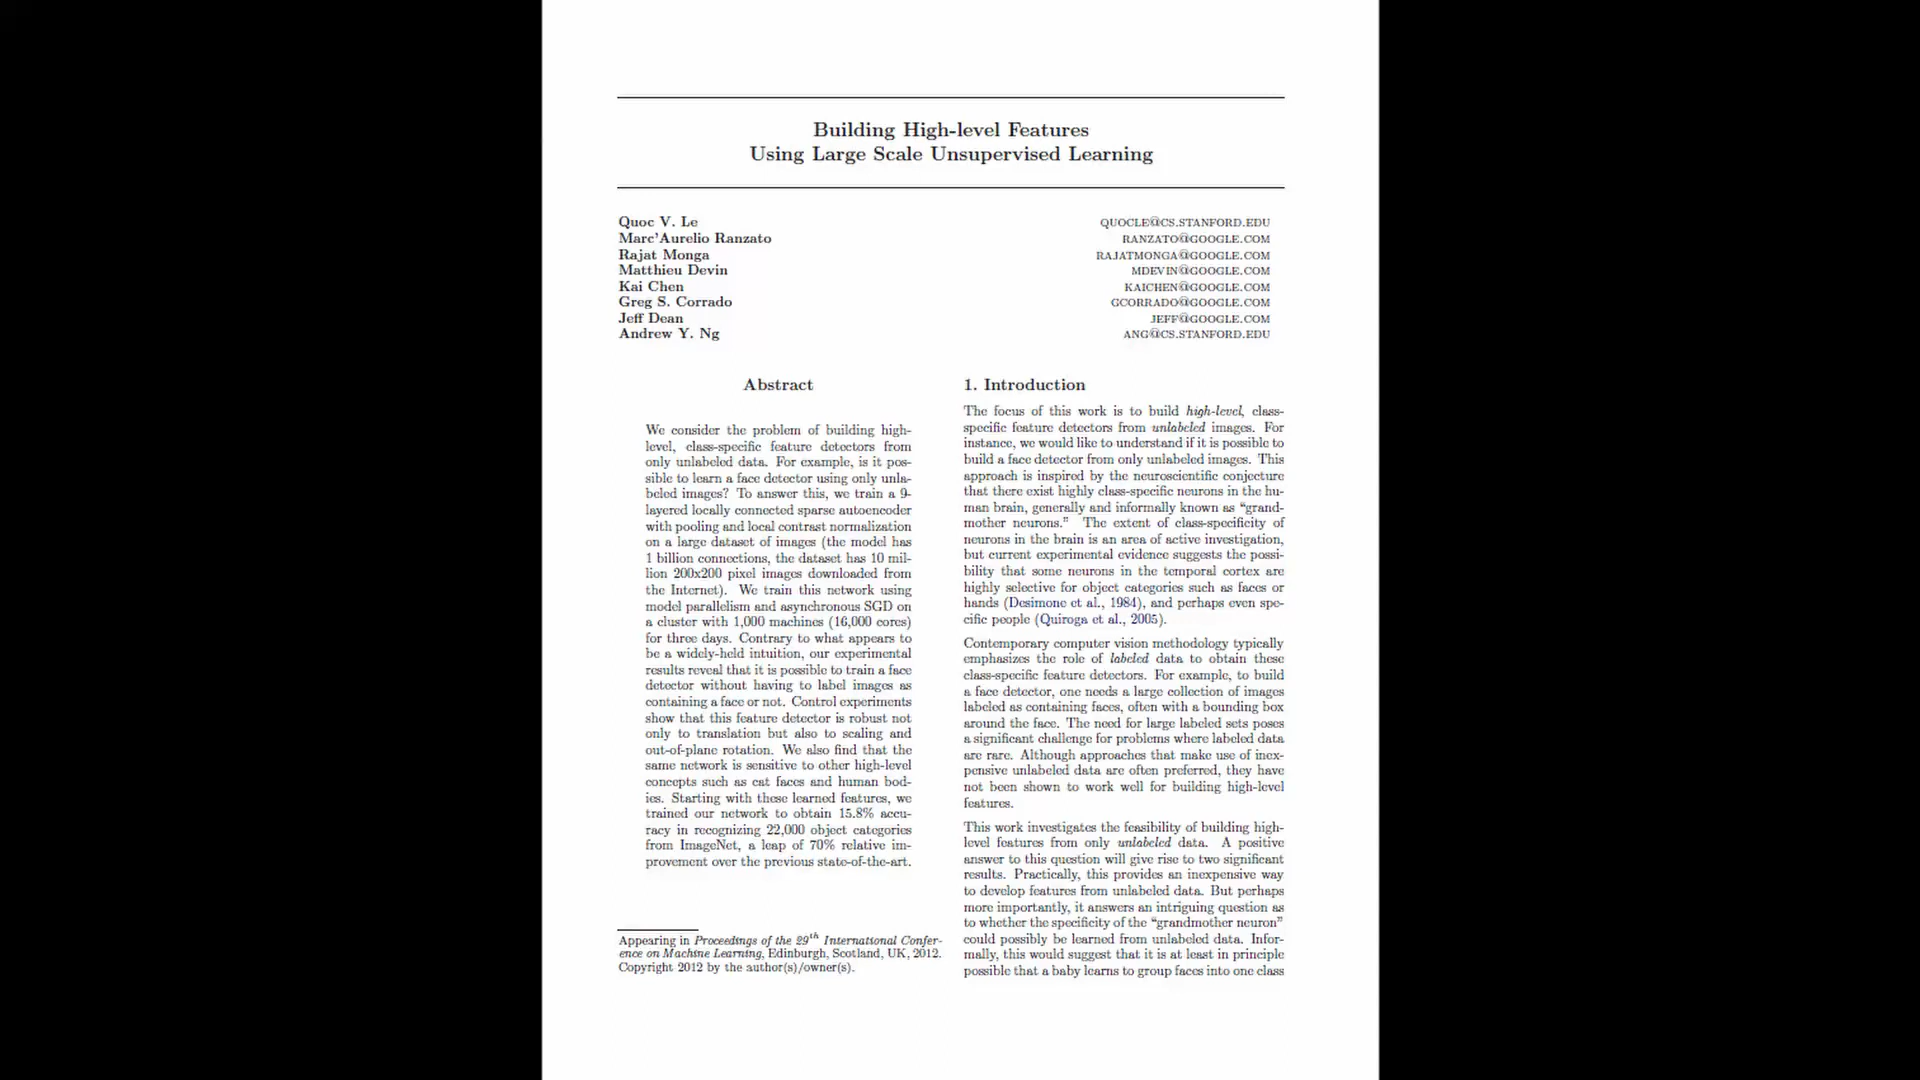 Building High-level Features
Using Large Scale Unsupervised Learning
Quoc V. Le QUOCLE@CS.STANFORD.EDU
Marc'Aurelio Ranzato RANZATO@GOOGLE.COM
Rajat Monga RAJATMONGA@GOOGLE.COM
Matthieu Devin MDEVIN@GOOGLE.COM
Kai Chen KAICHEN@GOOGLE.COM
Greg S. Corrado GCORRADO@GOOGLE.COM
Jeff Dean JEFF@GOOGLE.COM
Andrew Y. Ng ANG@CS.STANFORD.EDU
Abstract
We consider the problem of building high-
level, class-specific feature detectors from
only unlabeled data. For example, is it pos-
sible to learn a face detector using only unla-
beled images? To answer this, we train a 9-
layered locally connected sparse autoencoder
with pooling and local contrast normalization
on a large dataset of images (the model has
1 billion connections, the dataset has 10 mil-
lion 200x200 pixel images downloaded from
the Internet). We train this network using
model parallelism and asynchronous SGD on
a cluster with 1,000 machines (16,000 cores)
for three days. Contrary to what appears to
be a widely-held intuition, our experimental
results reveal that it is possible to train a face
detector without having to label images as
containing a face or not. Control experiments
show that this feature detector is robust not
only to translation but also to scaling and
out-of-plane rotation. We also find that the
same network is sensitive to other high-level
concepts such as cat faces and human bod-
ies. Starting with these learned features, we
trained our network to obtain 15.8% accu-
racy in recognizing 22,000 object categories
from ImageNet, a leap of 70% relative im-
provement over the previous state-of-the-art.
Appearing in Proceedings of the 29th International Confer-
ence on Machine Learning, Edinburgh, Scotland, UK, 2012.
Copyright 2012 by the author(s)/owner(s).
1. Introduction
The focus of this work is to build high-level, class-
specific feature detectors from unlabeled images. For
instance, we would like to understand if it is possible to
build a face detector from only unlabeled images. This
approach is inspired by the neuroscientific conjecture
that there exist highly class-specific neurons in the hu-
man brain, generally and informally known as “grand-
mother neurons.” The extent of class-specificity of
neurons in the brain is an area of active investigation,
but current experimental evidence suggests the possi-
bility that some neurons in the temporal cortex are
highly selective for object categories such as faces or
hands (Desimone et al., 1984), and perhaps even spe-
cific people (Quiroga et al., 2005).
Contemporary computer vision methodology typically
emphasizes the role of labeled data to obtain these
class-specific feature detectors. For example, to build
a face detector, one needs a large collection of images
labeled as containing faces, often with a bounding box
around the face. The need for large labeled sets poses
a significant challenge for problems where labeled data
are rare. Although approaches that make use of inex-
pensive unlabeled data are often preferred, they have
not been shown to work well for building high-level
features.
This work investigates the feasibility of building high-
level features from only unlabeled data. A positive
answer to this question will give rise to two significant
results. Practically, this provides an inexpensive way
to develop features from unlabeled data. But perhaps
more importantly, it answers an intriguing question as
to whether the specificity of the “grandmother neuron”
could possibly be learned from unlabeled data. Infor-
mally, this would suggest that it is at least in principle
possible that a baby learns to group faces into one class